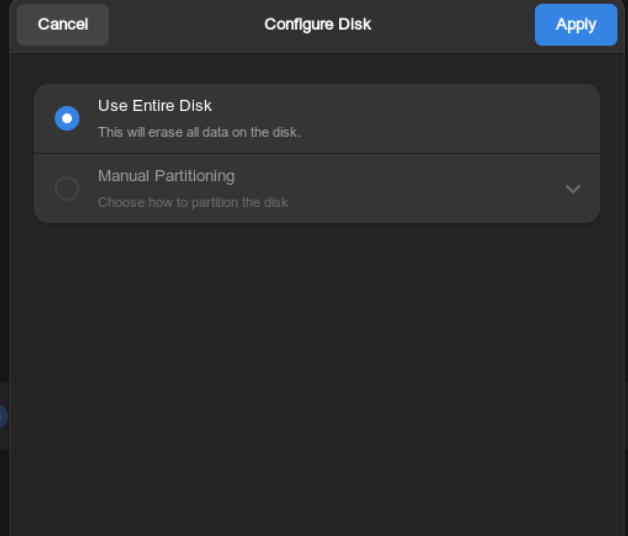 Cancel
Configure Disk
Apply
Use Entire Disk
This will erase all data on the disk.
Manual Partitioning
Choose how to partition the disk